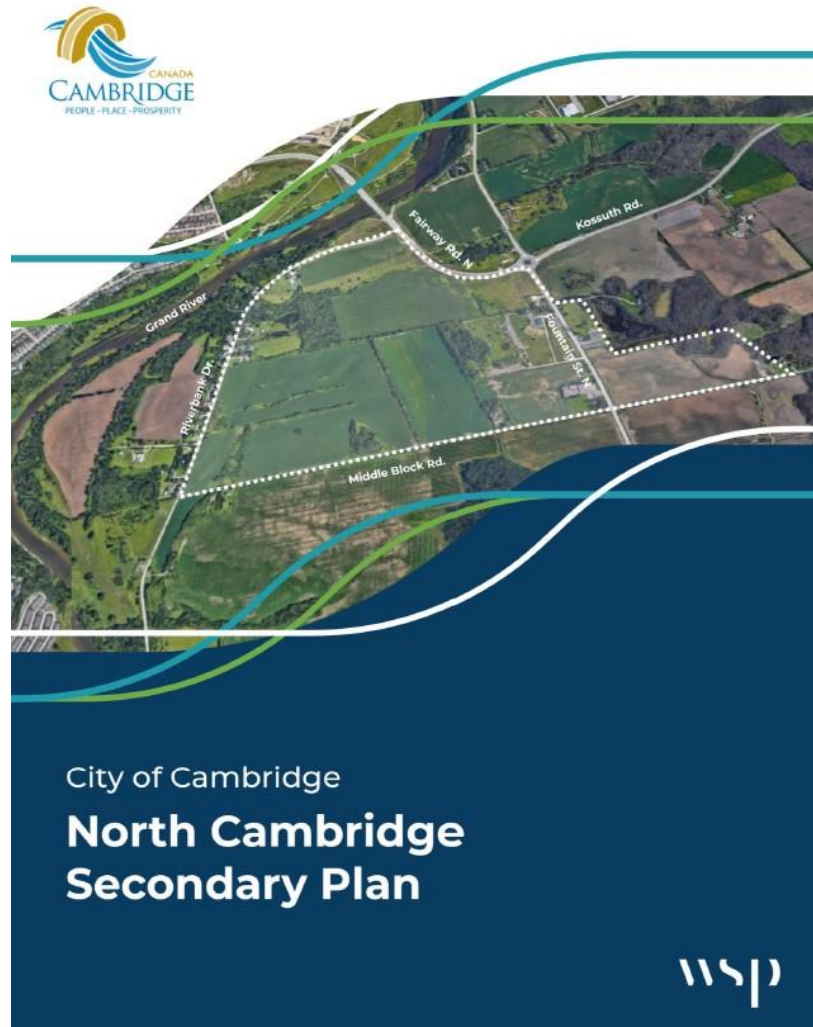 CANADA
CAMBRIDGE
PEOPLE • PLACE • PROSPERITY
Fairway Rd. N
Kossuth Rd.
Grand River
Fountain St. N
Riverbank Dr.
Middle Block Rd.
City of Cambridge
North Cambridge
Secondary Plan
wsp